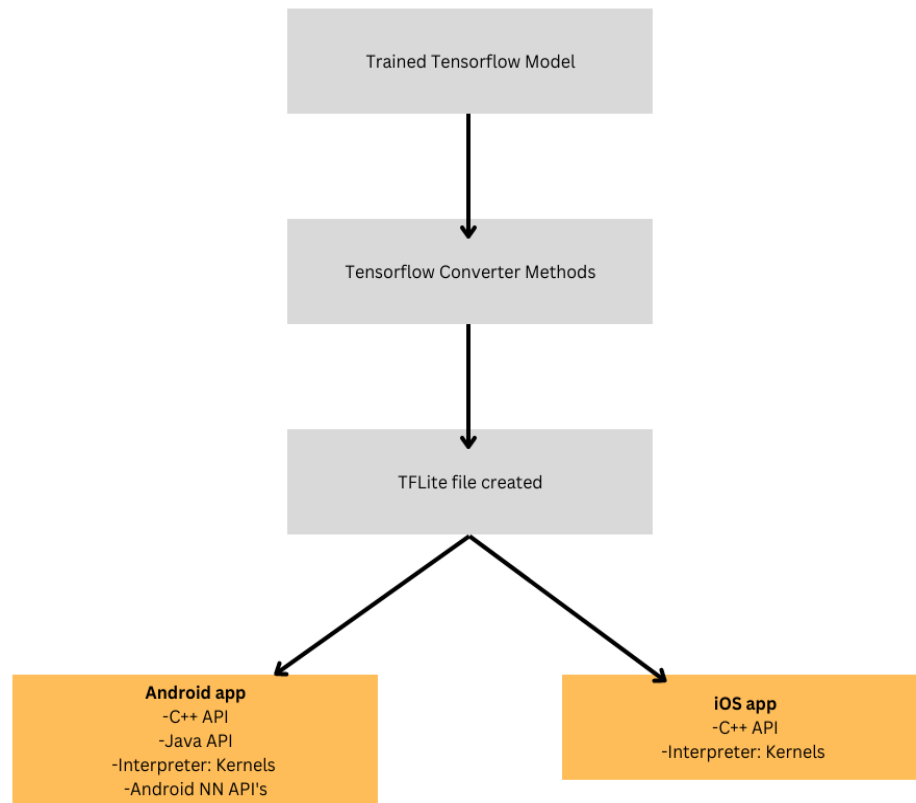 Trained Tensorflow Model
Tensorflow Converter Methods
TFLite file created
Android app
-C++ API
-Java API
-Interpreter: Kernels
-Android NN API's
iOS app
-C++ API
-Interpreter: Kernels